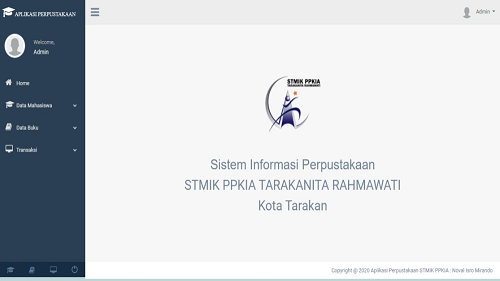 APLIKASI PERPUSTAKAAN
Admin
Welcome,
Admin
Home
Data Mahasiswa
Data Buku
Transaksi
STMIK PPKIA
Sistem Informasi Perpustakaan
STMIK PPKIA TARAKANITA RAHMAWATI
Kota Tarakan
Copyright @ 2020 Aplikasi Perpustakaan STMIK PPKIA : Noval Isro Mirando